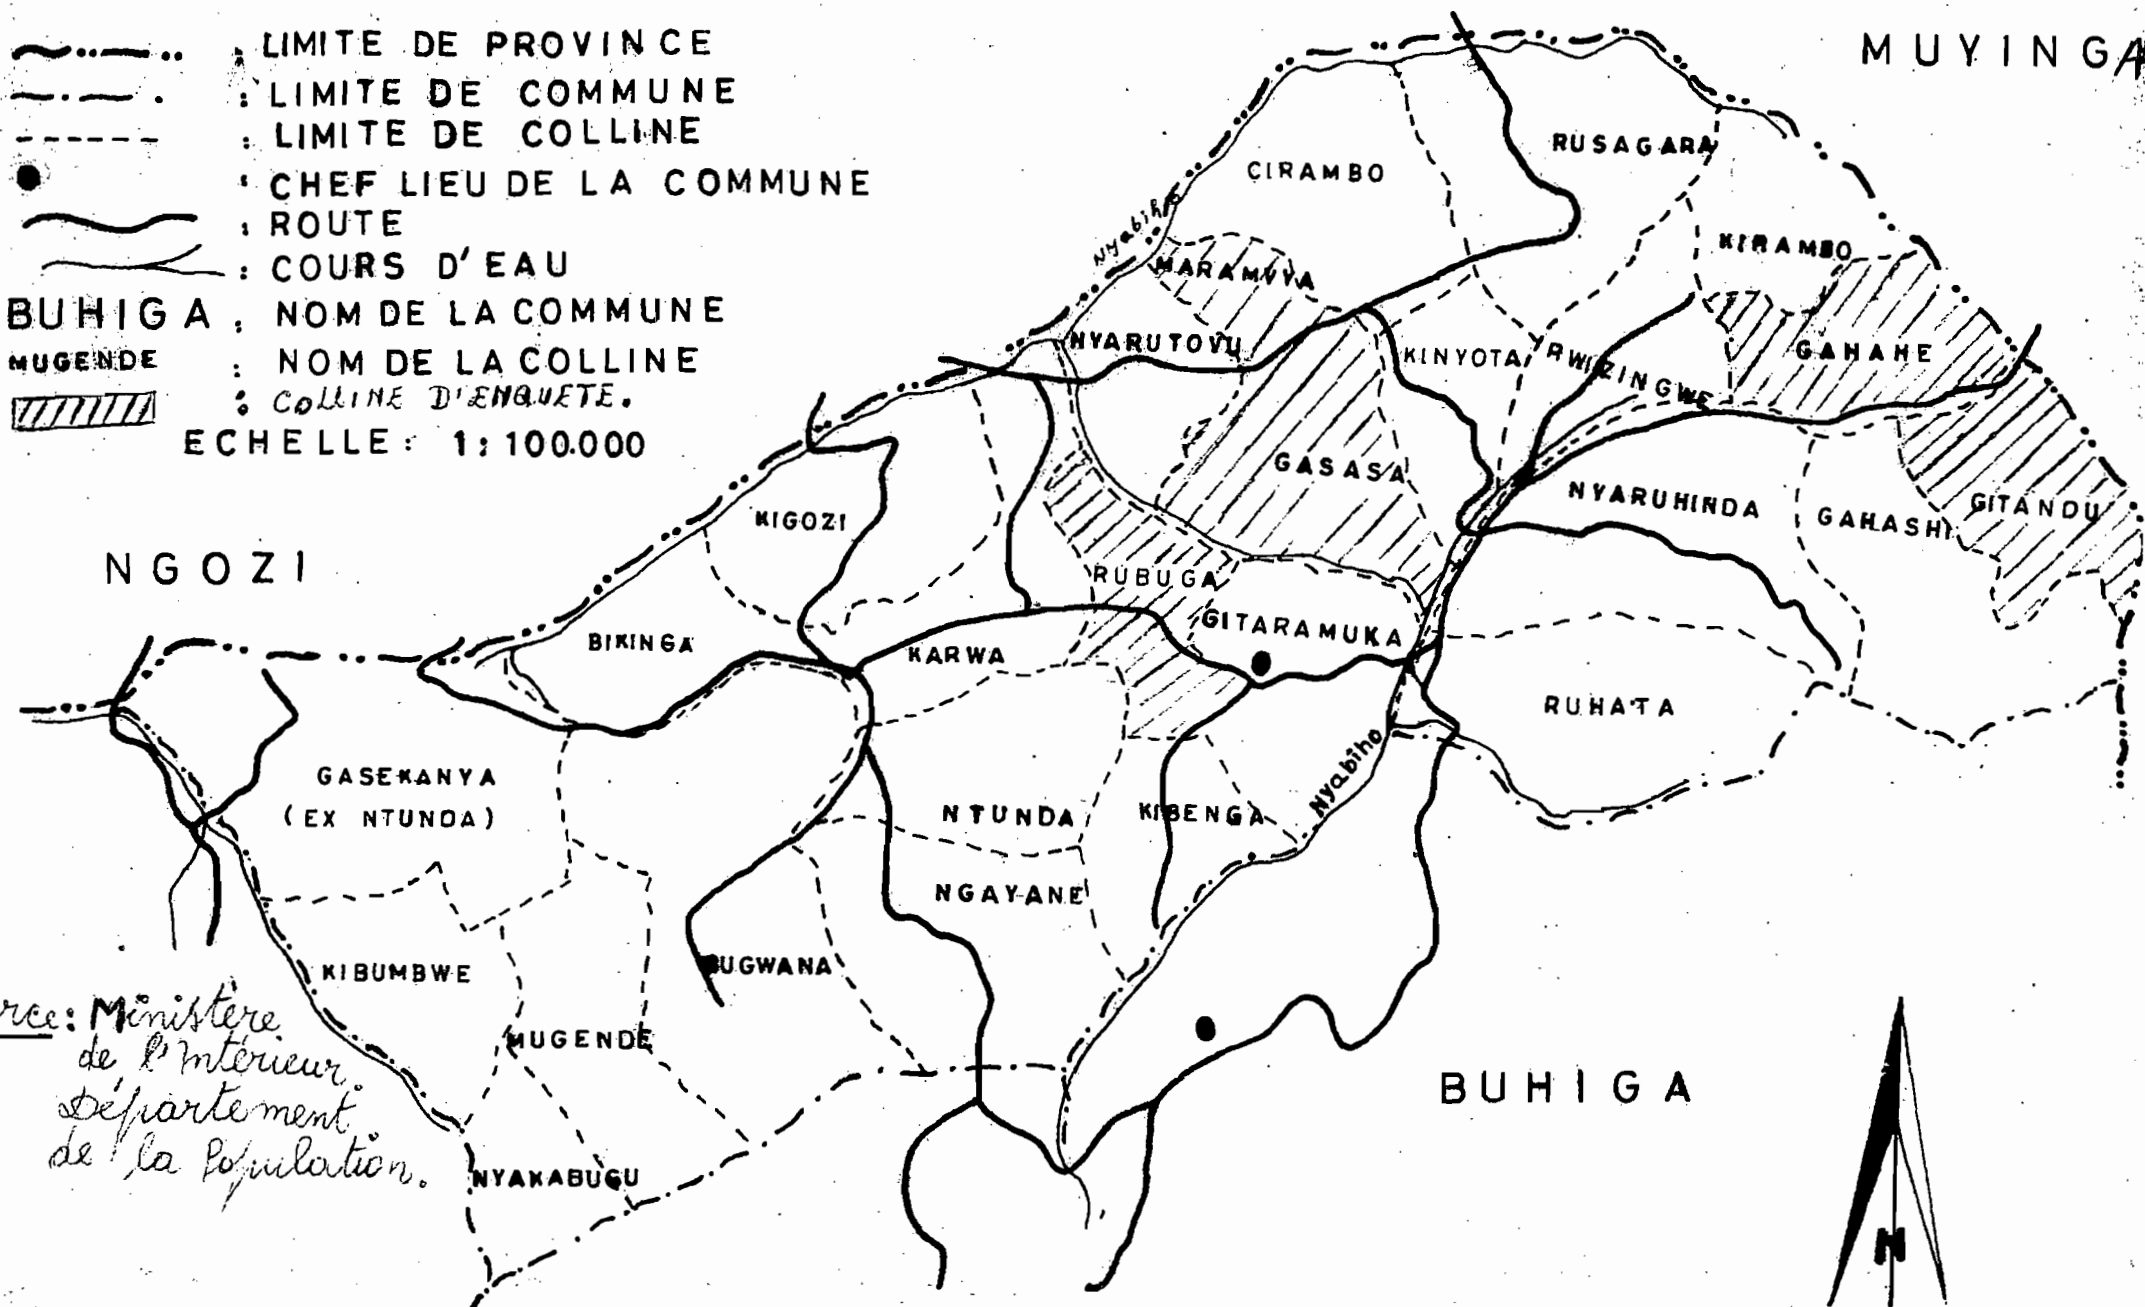 : LIMITE DE PROVINCE
: LIMITE DE COMMUNE
: LIMITE DE COLLINE
: CHEF LIEU DE LA COMMUNE
: ROUTE
: COURS D'EAU
BUHIGA : NOM DE LA COMMUNE
MUGENDE : NOM DE LA COLLINE
: COLLINE D'ENQUETE.
ECHELLE: 1:100.000
MUYINGA
RUSAGARA
CIRAMBO
Nyabiho
KIRAMBO
MARAMVYA
NYARUTOVU
KINYOTA
RWIZINGWE
GAHAHE
GASASA
NYARUHINDA
GAHASHI
GITANDU
KIGOZI
NGOZI
RUBUGA
GITARAMUKA
BIKINGA
KARWA
RUHATA
GASEKANYA
(EX NTUNDA)
NTUNDA
KIBENGA
Nyabiho
NGAYANE
KIBUMBWE
UGWANA
MUGENDE
rce: Ministère
de l'Intérieur.
Département
de la Population.
NYAKABUGU
BUHIGA
N